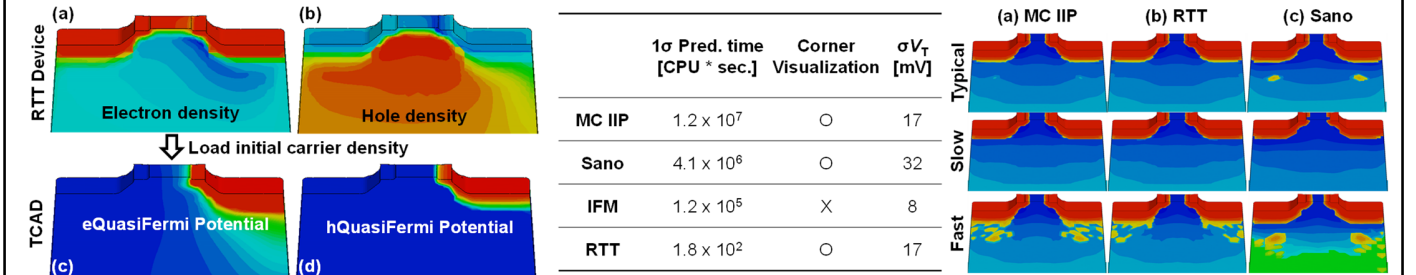 (a)
(b)
RTT Device
Electron density
Hole density
Load initial carrier density
TCAD
eQuasiFermi Potential
hQuasiFermi Potential
(c)
(d)
1σ Pred. time [CPU * sec.]
Corner Visualization
σV_T [mV]
MC IIP 1.2 x 10^7 O 17
Sano 4.1 x 10^6 O 32
IFM 1.2 x 10^5 X 8
RTT 1.8 x 10^2 O 17
(a) MC IIP
(b) RTT
(c) Sano
Typical
Slow
Fast